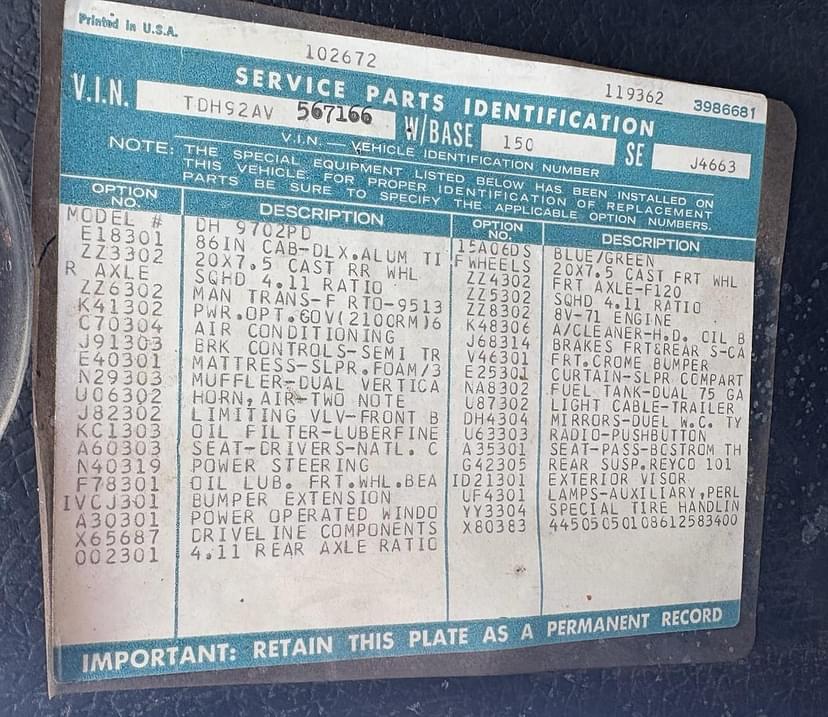 Printed in U.S.A.
102672
119362 3986681
SERVICE PARTS IDENTIFICATION
V.I.N. TDH92AV 567166 W/BASE 150 SE J4663
V.I.N. — VEHICLE IDENTIFICATION NUMBER
NOTE: THE SPECIAL EQUIPMENT LISTED BELOW HAS BEEN INSTALLED ON
THIS VEHICLE. FOR PROPER IDENTIFICATION OF REPLACEMENT
PARTS BE SURE TO SPECIFY THE APPLICABLE OPTION NUMBERS.
OPTION NO. DESCRIPTION
MODEL # DH 9702PD
E18301 86IN CAB-DLX.ALUM TI
ZZ3302 20X7.5 CAST RR WHL
R AXLE SQHD 4.11 RATIO
ZZ6302 MAN TRANS-F RTO-9513
K41302 PWR.OPT.GOV(2100RM)6
C70304 AIR CONDITIONING
J91303 BRK CONTROLS-SEMI TR
E40301 MATTRESS-SLPR.FOAM/3
N29303 MUFFLER-DUAL VERTICA
U06302 HORN,AIR-TWO NOTE
J82302 LIMITING VLV-FRONT B
KC1303 OIL FILTER-LUBERFINE
A60303 SEAT-DRIVERS-NATL. C
N40319 POWER STEERING
F78301 OIL LUB. FRT.WHL.BEA
IVCJ301 BUMPER EXTENSION
A30301 POWER OPERATED WINDO
X65687 DRIVELINE COMPONENTS
002301 4.11 REAR AXLE RATIO
OPTION NO. DESCRIPTION
15A06DS BLUE/GREEN
F WHEELS 20X7.5 CAST FRT WHL
ZZ4302 FRT AXLE-F120
ZZ5302 SQHD 4.11 RATIO
ZZ8302 8V-71 ENGINE
K48306 A/CLEANER-H.D. OIL B
J68314 BRAKES FRT&REAR S-CA
V46301 FRT.CROME BUMPER
E25301 CURTAIN-SLPR COMPART
NA8302 FUEL TANK-DUAL 75 GA
U87302 LIGHT CABLE-TRAILER
DH4304 MIRRORS-DUEL W.C. TY
U63303 RADIO-PUSHBUTTON
A35301 SEAT-PASS-BOSTROM TH
G42305 REAR SUSP.REYCO 101
ID21301 EXTERIOR VISOR
UF4301 LAMPS-AUXILIARY,PERL
YY3304 SPECIAL TIRE HANDLIN
X80383 44505050108612583400
IMPORTANT: RETAIN THIS PLATE AS A PERMANENT RECORD